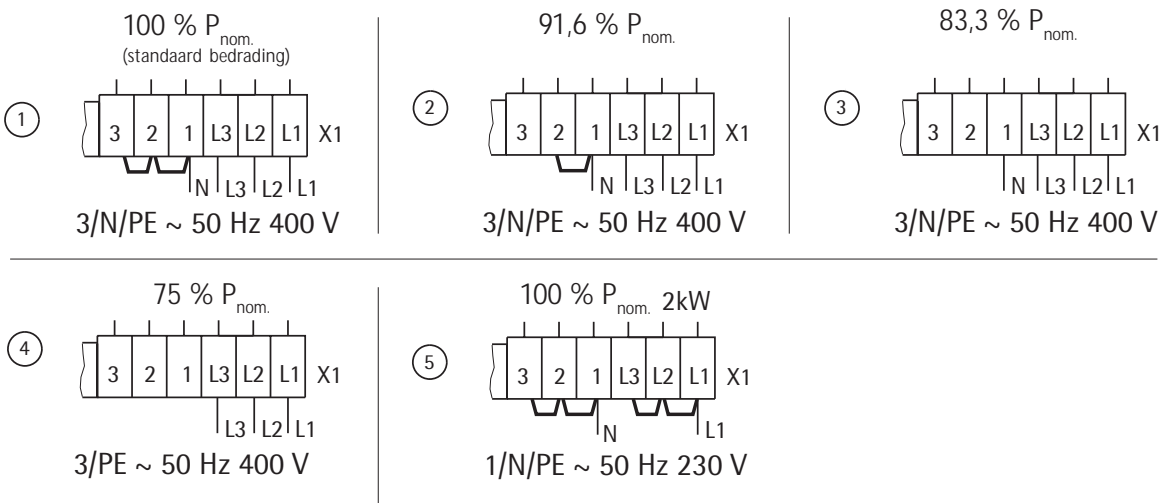 100 % Pnom.
(standaard bedrading)
1
3 2 1 L3 L2 L1 X1
N L3 L2 L1
3/N/PE ~ 50 Hz 400 V
91,6 % Pnom.
2
3 2 1 L3 L2 L1 X1
N L3 L2 L1
3/N/PE ~ 50 Hz 400 V
83,3 % Pnom.
3
3 2 1 L3 L2 L1 X1
N L3 L2 L1
3/N/PE ~ 50 Hz 400 V
75 % Pnom.
4
3 2 1 L3 L2 L1 X1
L3 L2 L1
3/PE ~ 50 Hz 400 V
100 % Pnom. 2kW
5
3 2 1 L3 L2 L1 X1
N L1
1/N/PE ~ 50 Hz 230 V